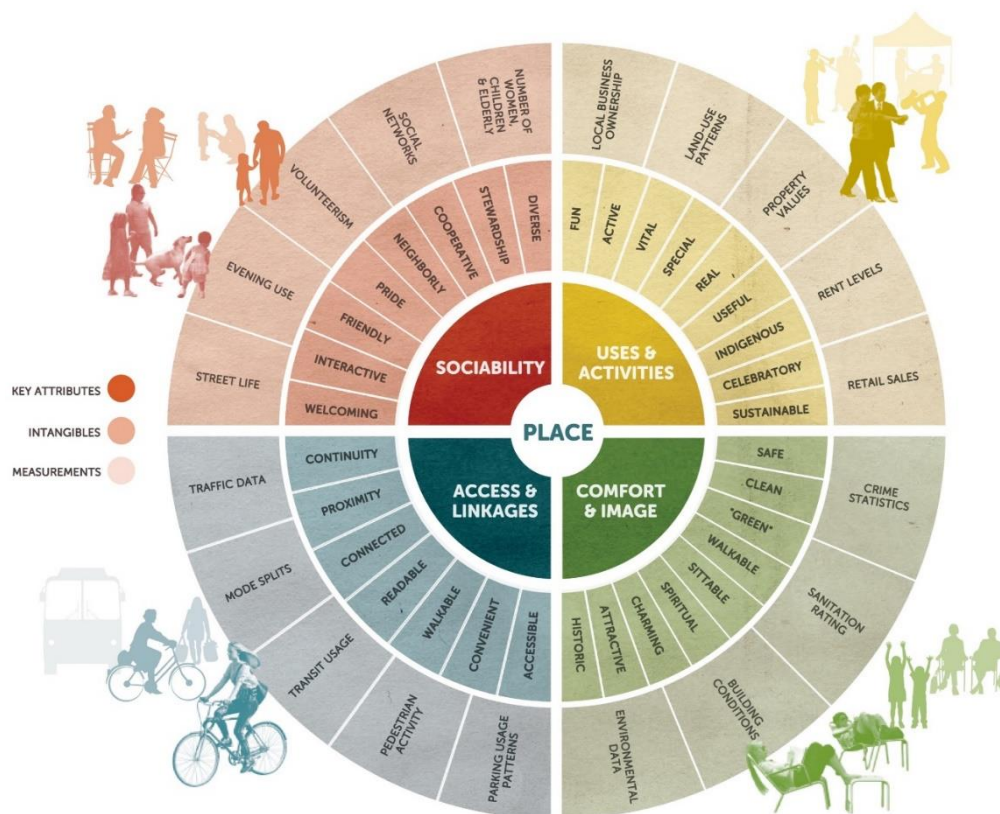 NUMBER OF
WOMEN,
CHILDREN
& ELDERLY
SOCIAL
NETWORKS
VOLUNTEERISM
EVENING USE
STREET LIFE
DIVERSE
STEWARDSHIP
COOPERATIVE
NEIGHBORLY
PRIDE
FRIENDLY
INTERACTIVE
WELCOMING
SOCIABILITY
LOCAL BUSINESS
OWNERSHIP
LAND-USE
PATTERNS
PROPERTY
VALUES
RENT LEVELS
RETAIL SALES
FUN
ACTIVE
VITAL
SPECIAL
REAL
USEFUL
INDIGENOUS
CELEBRATORY
SUSTAINABLE
USES &
ACTIVITIES
KEY ATTRIBUTES
INTANGIBLES
MEASUREMENTS
PLACE
ACCESS &
LINKAGES
CONTINUITY
PROXIMITY
CONNECTED
READABLE
WALKABLE
CONVENIENT
ACCESSIBLE
TRAFFIC DATA
MODE SPLITS
TRANSIT USAGE
PEDESTRIAN
ACTIVITY
PARKING USAGE
PATTERNS
COMFORT
& IMAGE
SAFE
CLEAN
"GREEN"
WALKABLE
SITTABLE
SPIRITUAL
CHARMING
ATTRACTIVE
HISTORIC
CRIME
STATISTICS
SANITATION
RATING
BUILDING
CONDITIONS
ENVIRONMENTAL
DATA